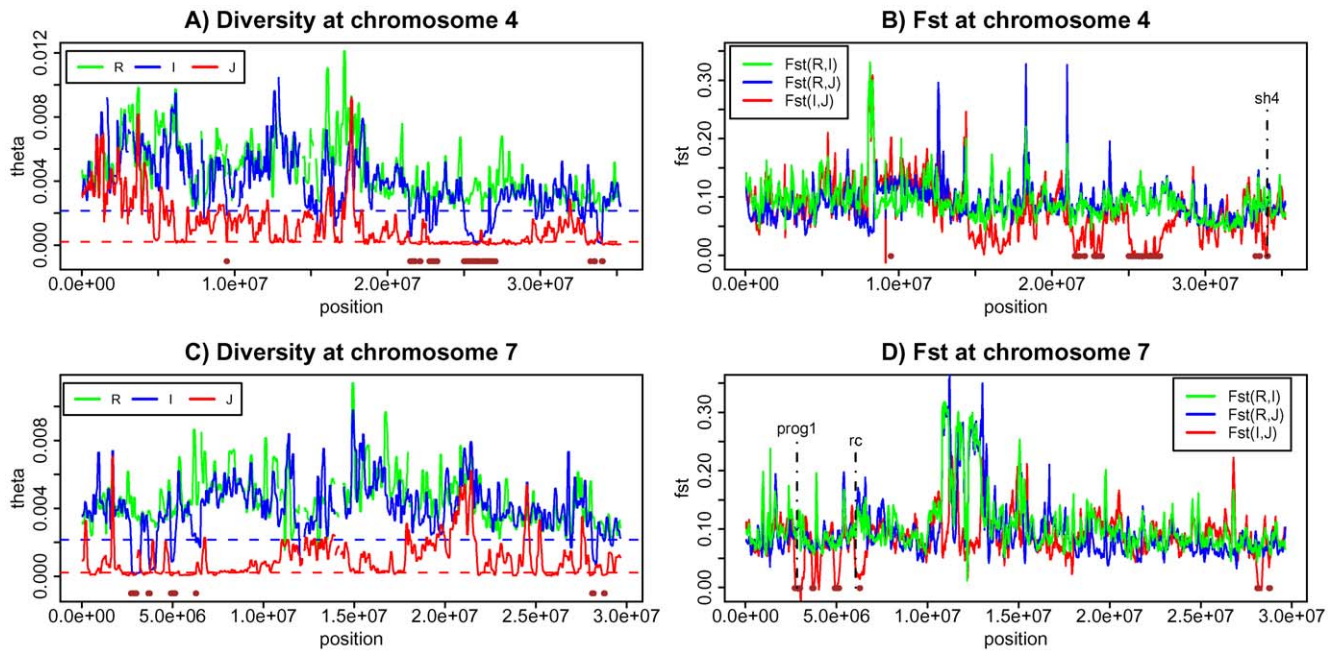 A) Diversity at chromosome 4
R I J
theta
0.000 0.004 0.008 0.012
0.0e+00 1.0e+07 2.0e+07 3.0e+07
position
B) Fst at chromosome 4
Fst(R,I)
Fst(R,J)
Fst(I,J)
sh4
fst
0.00 0.10 0.20 0.30
0.0e+00 1.0e+07 2.0e+07 3.0e+07
position
C) Diversity at chromosome 7
R I J
theta
0.000 0.004 0.008
0.0e+00 5.0e+06 1.0e+07 1.5e+07 2.0e+07 2.5e+07 3.0e+07
position
D) Fst at chromosome 7
Fst(R,I)
Fst(R,J)
Fst(I,J)
prog1
rc
fst
0.00 0.10 0.20 0.30
0.0e+00 5.0e+06 1.0e+07 1.5e+07 2.0e+07 2.5e+07 3.0e+07
position